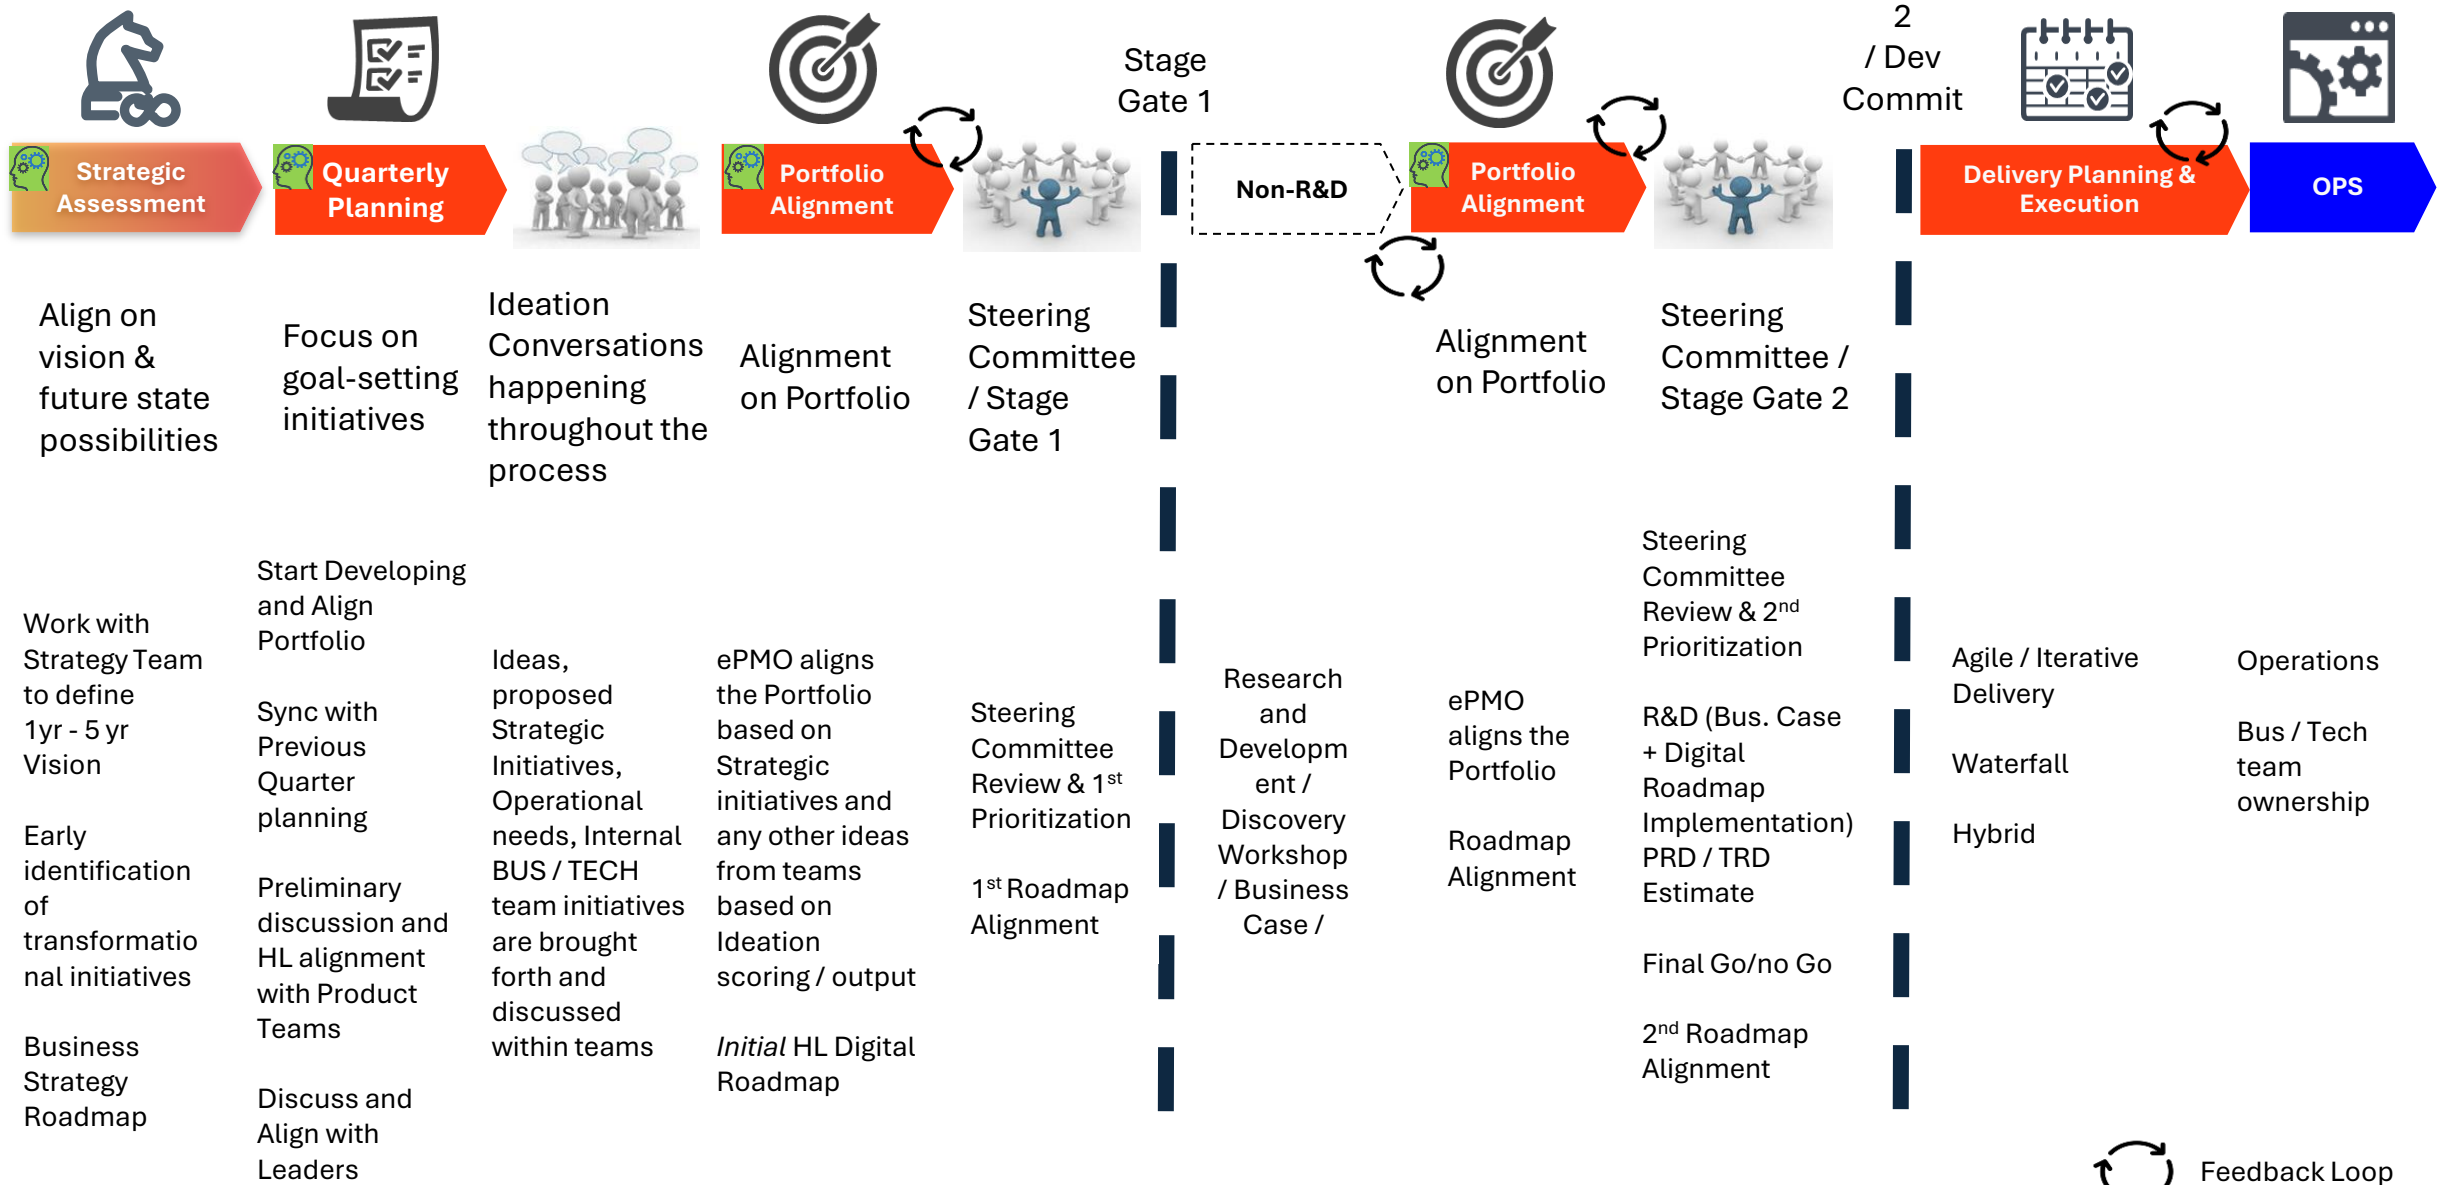 Stage
Gate 1
2
/ Dev
Commit
Strategic
Assessment
Quarterly
Planning
Portfolio
Alignment
Non-R&D
Portfolio
Alignment
Delivery Planning &
Execution
OPS
Align on
vision &
future state
possibilities
Focus on
goal-setting
initiatives
Ideation
Conversations
happening
throughout the
process
Alignment
on Portfolio
Steering
Committee
/ Stage
Gate 1
Alignment
on Portfolio
Steering
Committee /
Stage Gate 2
Work with
Strategy Team
to define
1yr - 5 yr
Vision
Early
identification
of
transformatio
nal initiatives
Business
Strategy
Roadmap
Start Developing
and Align
Portfolio
Sync with
Previous
Quarter
planning
Preliminary
discussion and
HL alignment
with Product
Teams
Discuss and
Align with
Leaders
Ideas,
proposed
Strategic
Initiatives,
Operational
needs, Internal
BUS / TECH
team initiatives
are brought
forth and
discussed
within teams
ePMO aligns
the Portfolio
based on
Strategic
initiatives and
any other ideas
from teams
based on
Ideation
scoring / output
Initial HL Digital
Roadmap
Steering
Committee
Review & 1st
Prioritization
1st Roadmap
Alignment
Research
and
Developm
ent /
Discovery
Workshop
/ Business
Case /
ePMO
aligns the
Portfolio
Roadmap
Alignment
Steering
Committee
Review & 2nd
Prioritization
R&D (Bus. Case
+ Digital
Roadmap
Implementation)
PRD / TRD
Estimate
Final Go/no Go
2nd Roadmap
Alignment
Agile / Iterative
Delivery
Waterfall
Hybrid
Operations
Bus / Tech
team
ownership
Feedback Loop